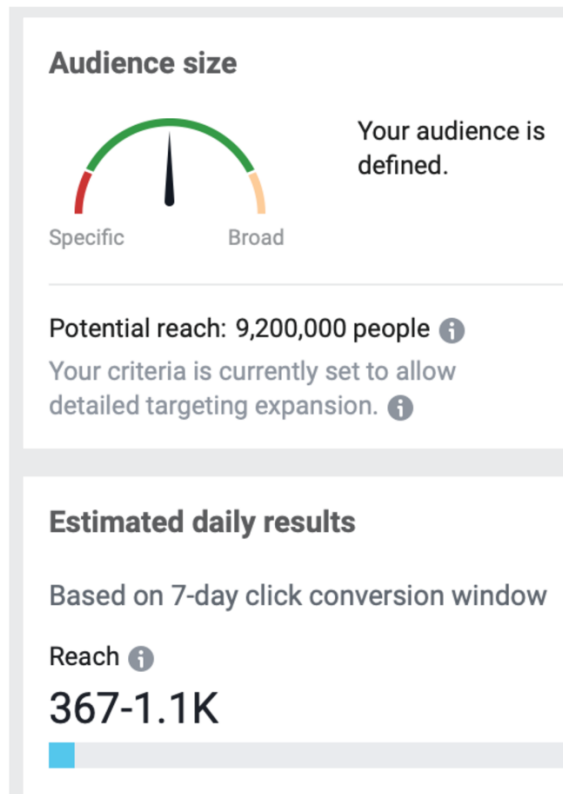 Audience size
Your audience is
defined.
Specific
Broad
Potential reach: 9,200,000 people
Your criteria is currently set to allow
detailed targeting expansion.
Estimated daily results
Based on 7-day click conversion window
Reach
367-1.1K